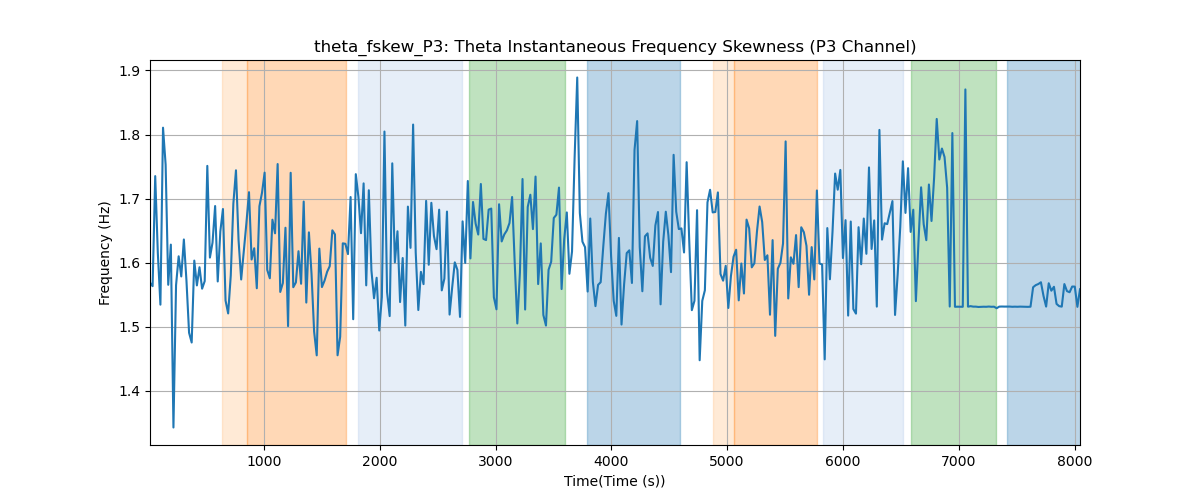 theta_fskew_P3: Theta Instantaneous Frequency Skewness (P3 Channel)
1.9
1.8
1.7
1.6
1.5
1.4
Frequency (Hz)
1000 2000 3000 4000 5000 6000 7000 8000
Time(Time (s))